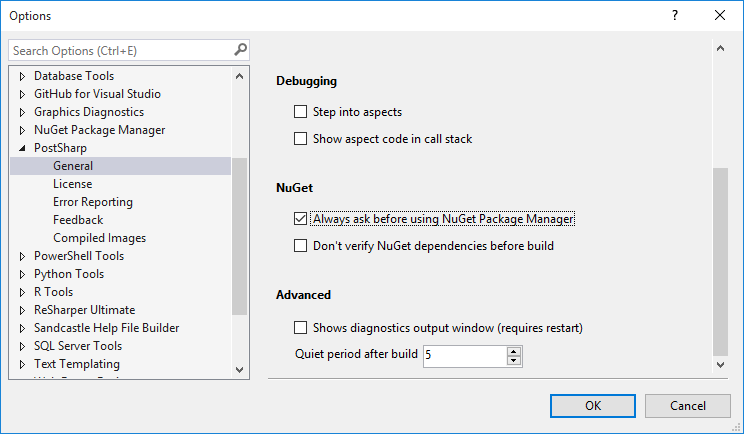 Options
Search Options (Ctrl+E)
Database Tools
GitHub for Visual Studio
Graphics Diagnostics
NuGet Package Manager
PostSharp
General
License
Error Reporting
Feedback
Compiled Images
PowerShell Tools
Python Tools
R Tools
ReSharper Ultimate
Sandcastle Help File Builder
SQL Server Tools
Text Templating
Debugging
Step into aspects
Show aspect code in call stack
NuGet
Always ask before using NuGet Package Manager
Don't verify NuGet dependencies before build
Advanced
Shows diagnostics output window (requires restart)
Quiet period after build 5
OK Cancel